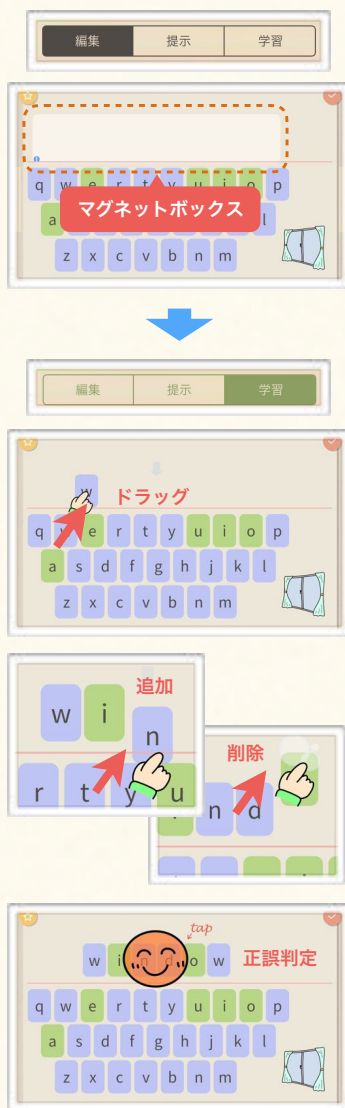 編集 提示 学習
q w e r t y u i o p
a l
マグネットボックス
z x c v b n m
編集 提示 学習
w
ドラッグ
q w e r t y u i o p
a s d f g h j k l
z x c v b n m
追加
w i n
r t y u
削除
n d
tap
w i n d o w 正誤判定
q w e r t y u i o p
a s d f g h j k l
z x c v b n m